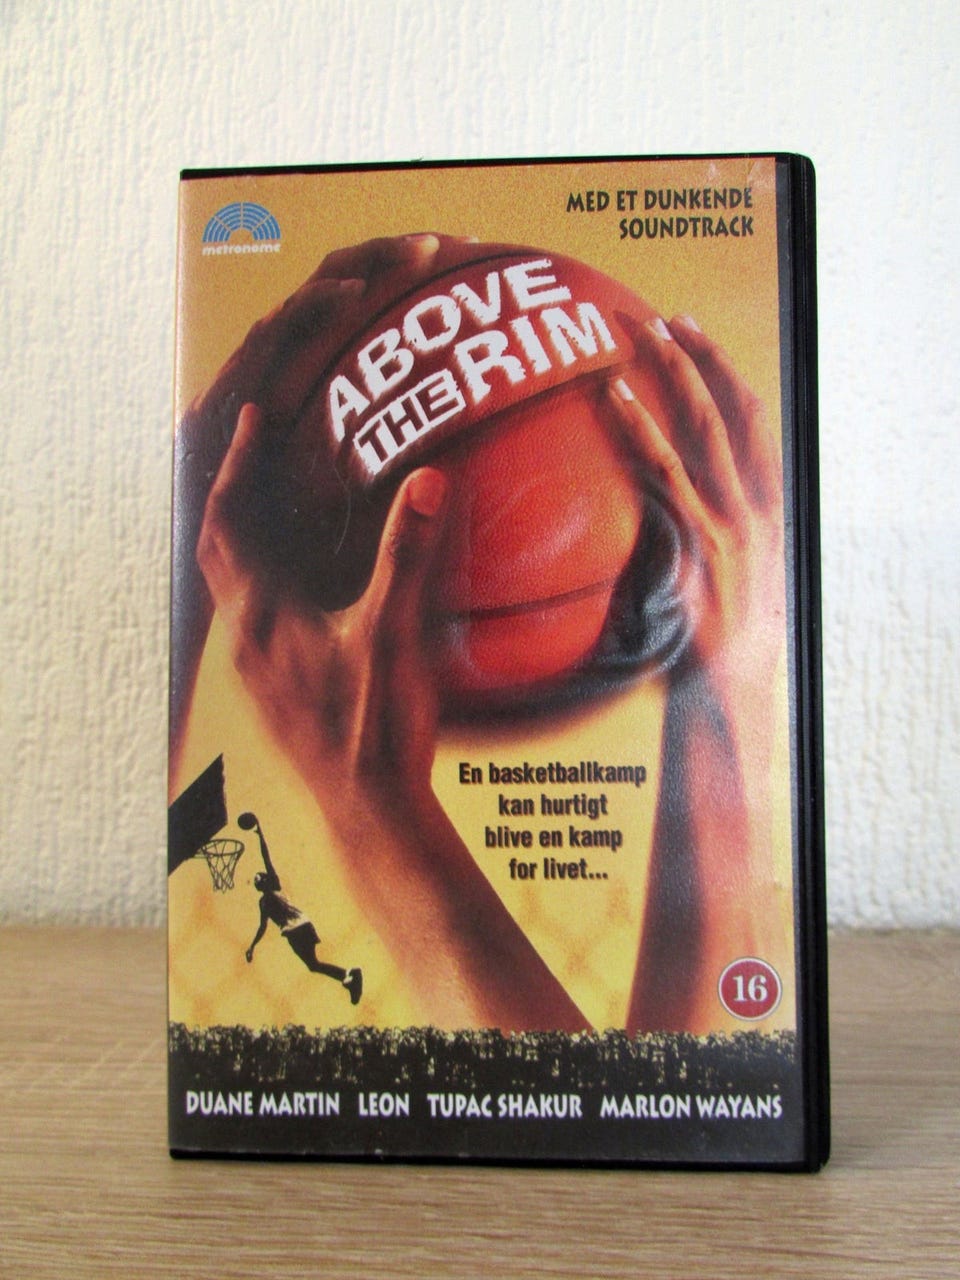 metronome
MED ET DUNKENDE
SOUNDTRACK
ABOVE
THE RIM
En basketballkamp
kan hurtigt
blive en kamp
for livet...
16
DUANE MARTIN LEON TUPAC SHAKUR MARLON WAYANS